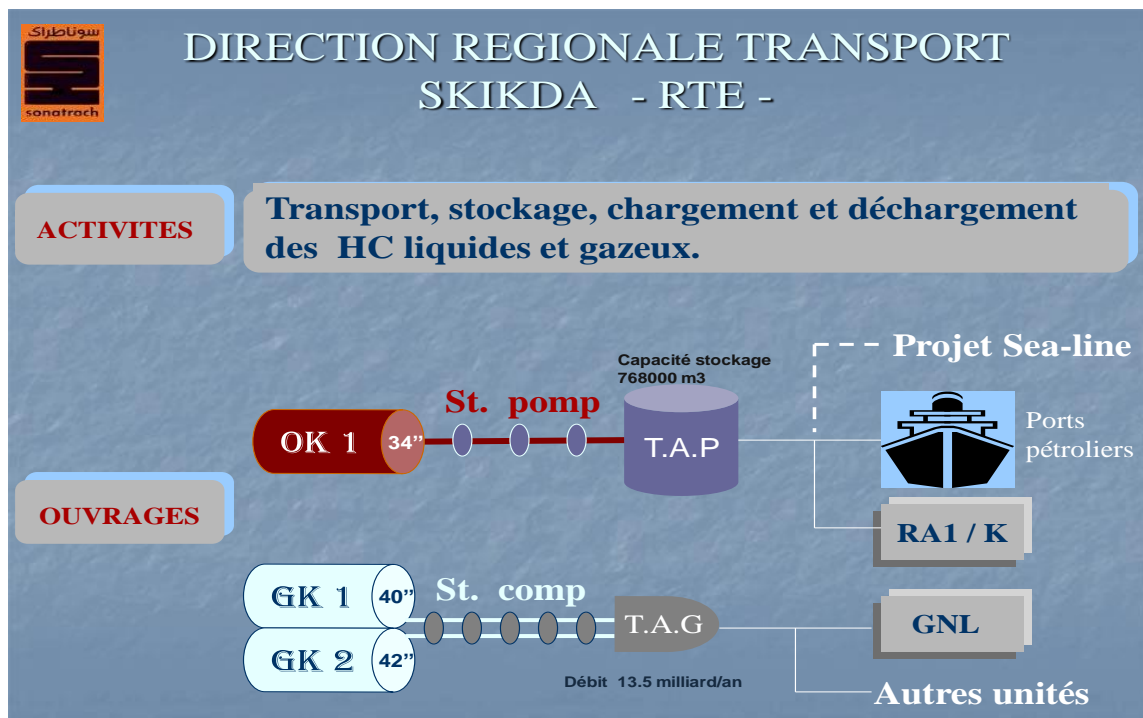 سوناطراك
sonatrach
DIRECTION REGIONALE TRANSPORT
SKIKDA - RTE -
ACTIVITES
Transport, stockage, chargement et déchargement
des HC liquides et gazeux.
Projet Sea-line
Capacité stockage
768000 m3
St. pomp
OK 1
34”
T.A.P
Ports
pétroliers
OUVRAGES
RA1 / K
GK 1
40”
St. comp
T.A.G
GNL
GK 2
42”
Débit 13.5 milliard/an
Autres unités